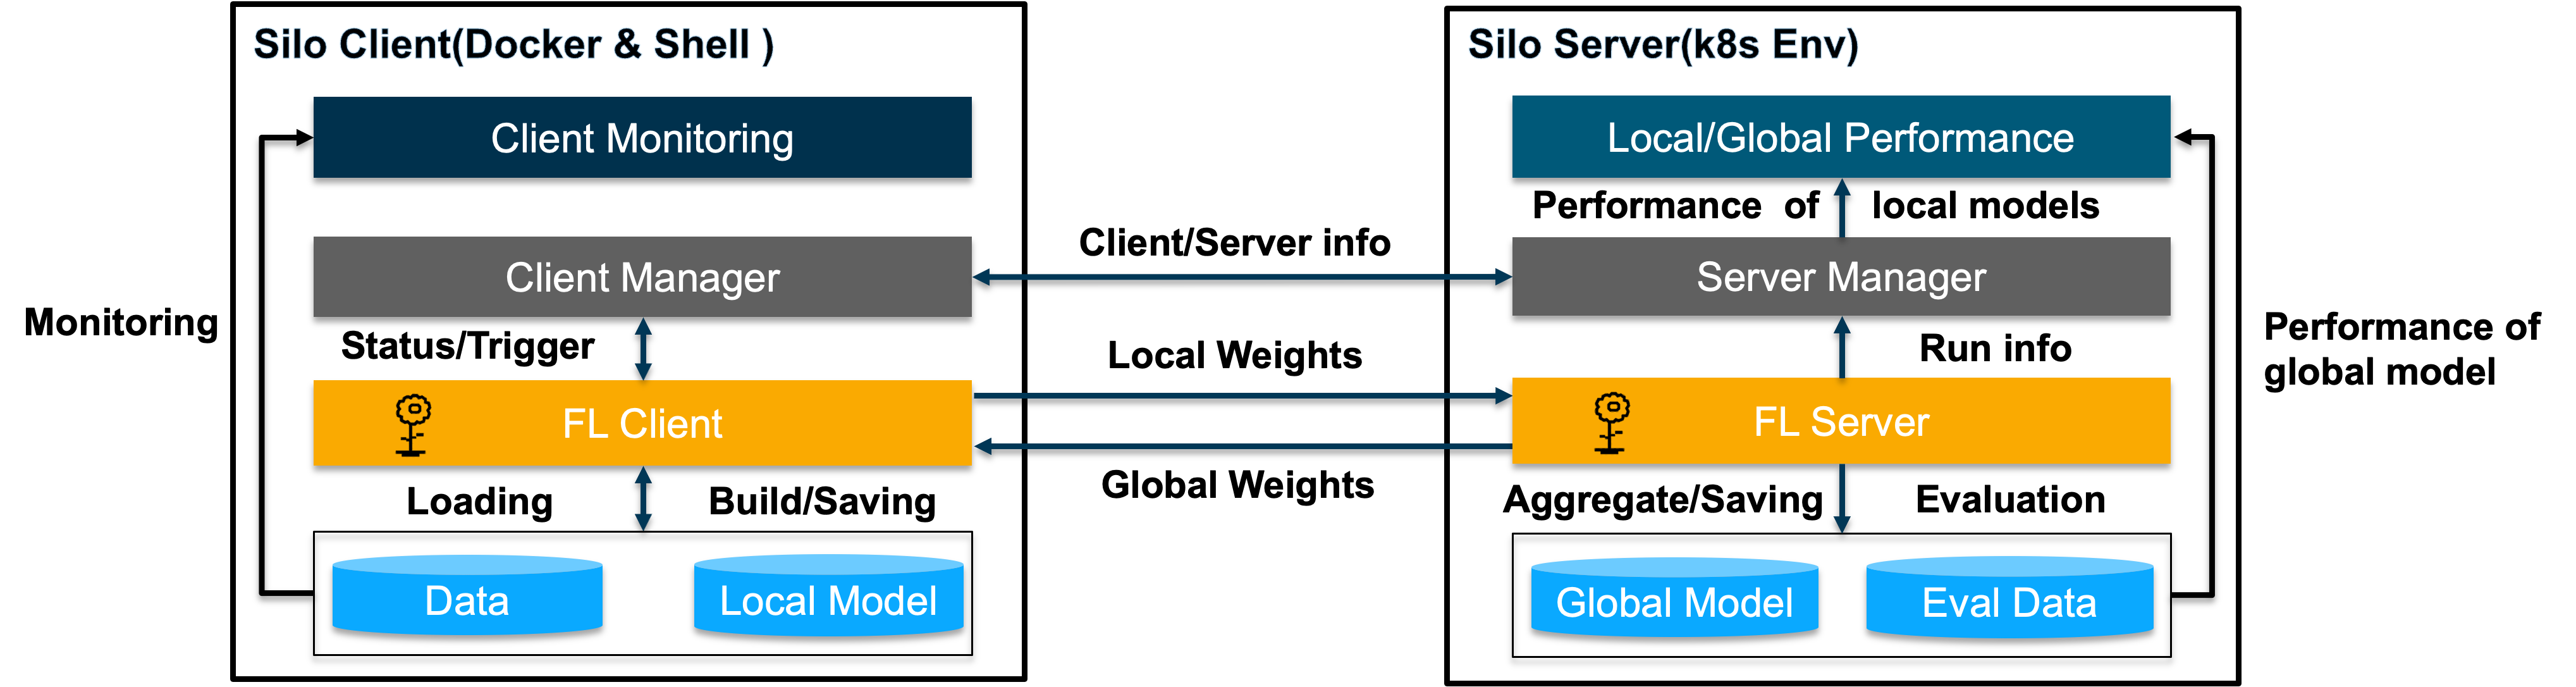 Silo Client(Docker & Shell )
Client Monitoring
Client Manager
Monitoring
Status/Trigger
FL Client
Loading
Build/Saving
Data
Local Model
Client/Server info
Local Weights
Global Weights
Silo Server(k8s Env)
Local/Global Performance
Performance of local models
Server Manager
Run info
FL Server
Aggregate/Saving
Evaluation
Global Model
Eval Data
Performance of
global model